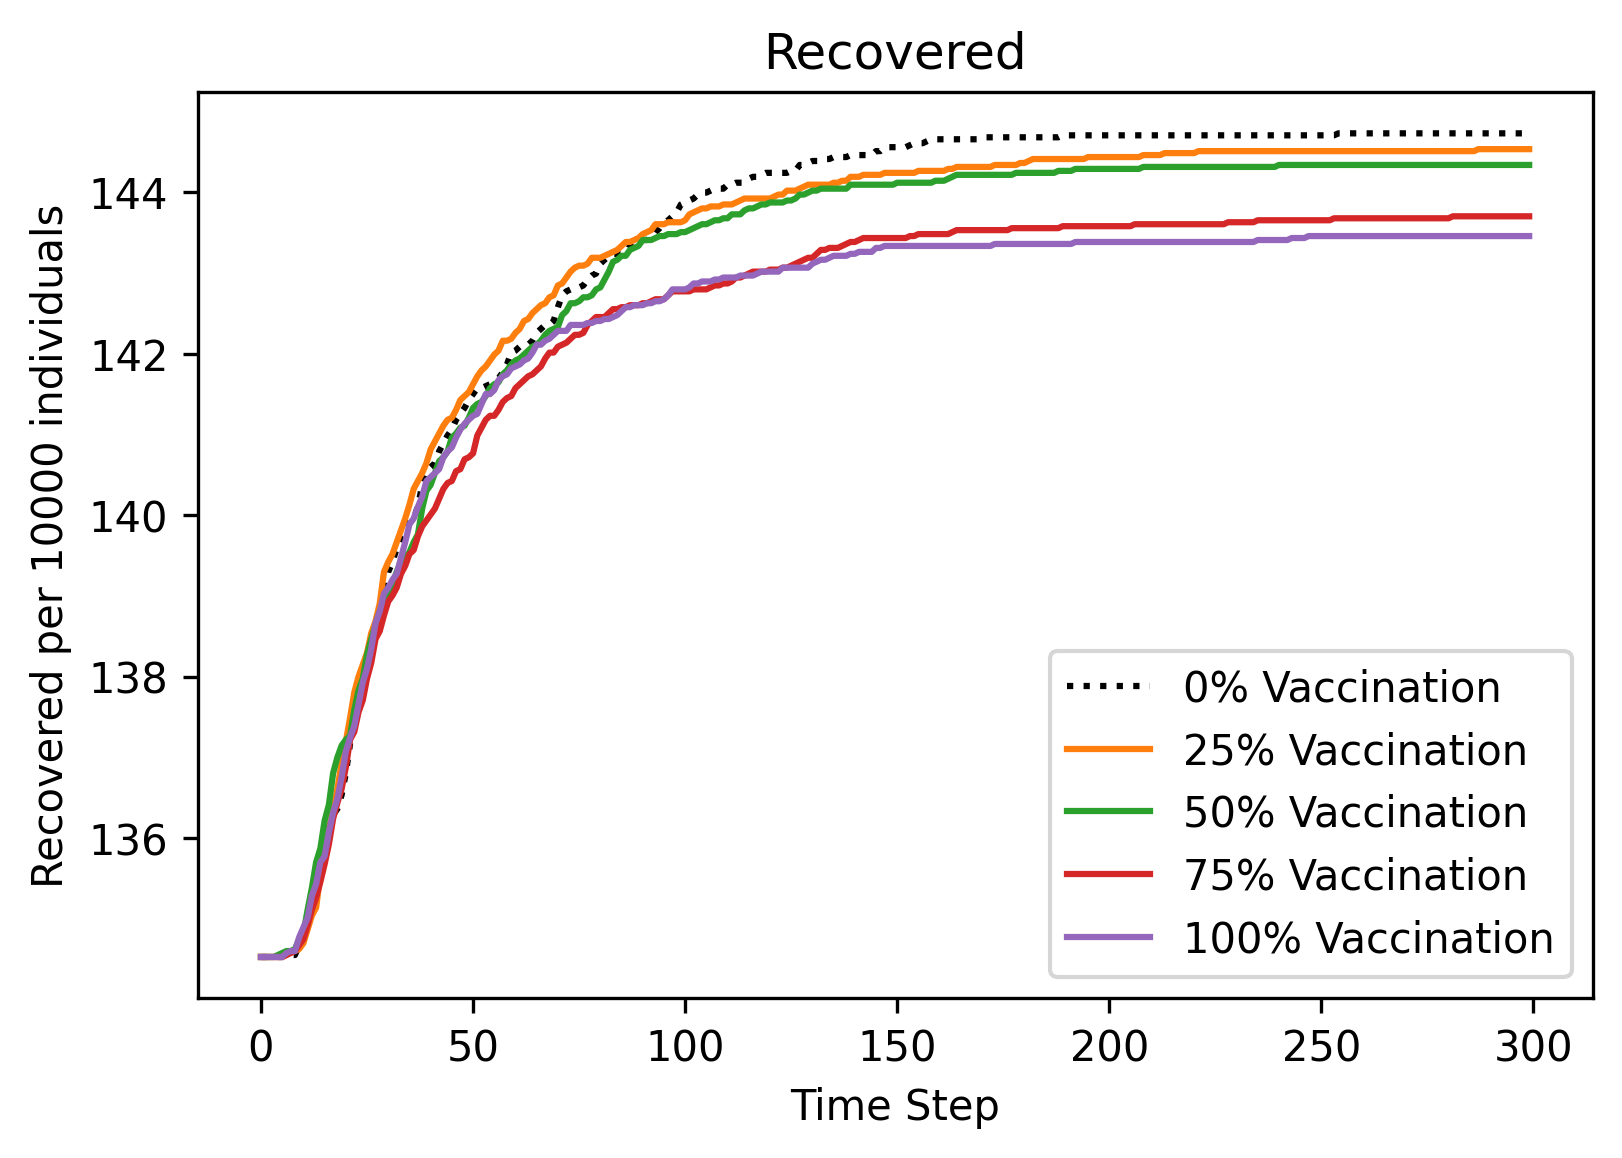 Recovered
Recovered per 10000 individuals
144
142
140
138
136
0% Vaccination
25% Vaccination
50% Vaccination
75% Vaccination
100% Vaccination
0 50 100 150 200 250 300
Time Step